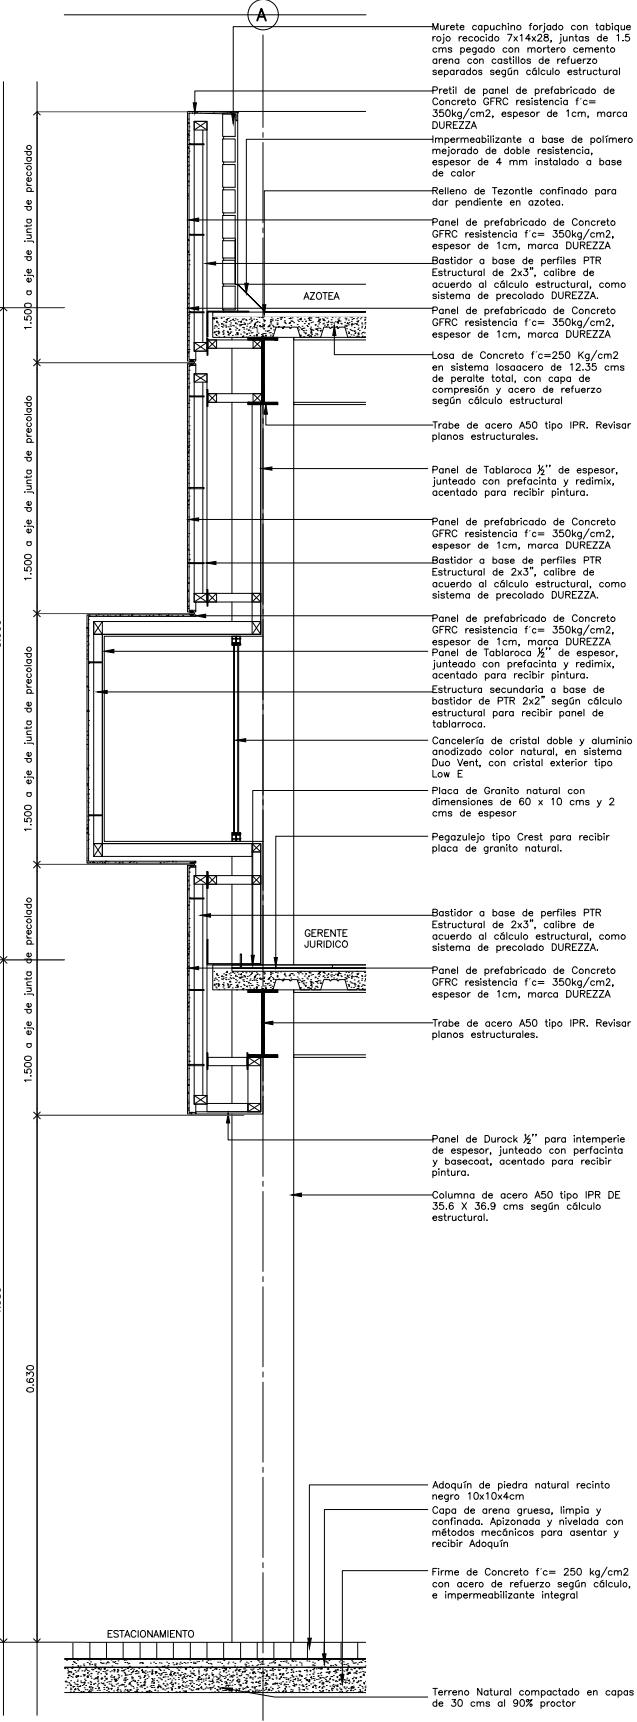 A
Murete capuchino forjado con tabique
rojo recocido 7x14x28, juntas de 1.5
cms pegado con mortero cemento
arena con castillos de refuerzo
separados según cálculo estructural
Pretil de panel de prefabricado de
Concreto GFRC resistencia f'c=
350kg/cm2, espesor de 1cm, marca
DUREZZA
Impermeabilizante a base de polímero
mejorado de doble resistencia,
espesor de 4 mm instalado a base
de calor
Relleno de Tezontle confinado para
dar pendiente en azotea.
Panel de prefabricado de Concreto
GFRC resistencia f'c= 350kg/cm2,
espesor de 1cm, marca DUREZZA
Bastidor a base de perfiles PTR
Estructural de 2x3", calibre de
acuerdo al cálculo estructural, como
sistema de precolado DUREZZA.
Panel de prefabricado de Concreto
GFRC resistencia f'c= 350kg/cm2,
espesor de 1cm, marca DUREZZA
AZOTEA
Losa de Concreto f'c=250 Kg/cm2
en sistema losaacero de 12.35 cms
de peralte total, con capa de
compresión y acero de refuerzo
según cálculo estructural
Trabe de acero A50 tipo IPR. Revisar
planos estructurales.
Panel de Tablaroca ½'' de espesor,
junteado con prefacinta y redimix,
acentado para recibir pintura.
Panel de prefabricado de Concreto
GFRC resistencia f'c= 350kg/cm2,
espesor de 1cm, marca DUREZZA
Bastidor a base de perfiles PTR
Estructural de 2x3", calibre de
acuerdo al cálculo estructural, como
sistema de precolado DUREZZA.
Panel de prefabricado de Concreto
GFRC resistencia f'c= 350kg/cm2,
espesor de 1cm, marca DUREZZA
Panel de Tablaroca ½'' de espesor,
junteado con prefacinta y redimix,
acentado para recibir pintura.
Estructura secundaria a base de
bastidor de PTR 2x2" según cálculo
estructural para recibir panel de
tablarroca.
Cancelería de cristal doble y aluminio
anodizado color natural, en sistema
Duo Vent, con cristal exterior tipo
Low E
Placa de Granito natural con
dimensiones de 60 x 10 cms y 2
cms de espesor
Pegazulejo tipo Crest para recibir
placa de granito natural.
GERENTE
JURIDICO
Bastidor a base de perfiles PTR
Estructural de 2x3", calibre de
acuerdo al cálculo estructural, como
sistema de precolado DUREZZA.
Panel de prefabricado de Concreto
GFRC resistencia f'c= 350kg/cm2,
espesor de 1cm, marca DUREZZA
Trabe de acero A50 tipo IPR. Revisar
planos estructurales.
Panel de Durock ½'' para intemperie
de espesor, junteado con perfacinta
y basecoat, acentado para recibir
pintura.
Columna de acero A50 tipo IPR DE
35.6 X 36.9 cms según cálculo
estructural.
Adoquín de piedra natural recinto
negro 10x10x4cm
Capa de arena gruesa, limpia y
confinada. Apizonada y nivelada con
métodos mecánicos para asentar y
recibir Adoquín
Firme de Concreto f'c= 250 kg/cm2
con acero de refuerzo según cálculo,
e impermeabilizante integral
ESTACIONAMIENTO
Terreno Natural compactado en capas
de 30 cms al 90% proctor
1.500 a eje de junta de precolado
1.500 a eje de junta de precolado
1.500 a eje de junta de precolado
1.500 a eje de junta de precolado
0.630